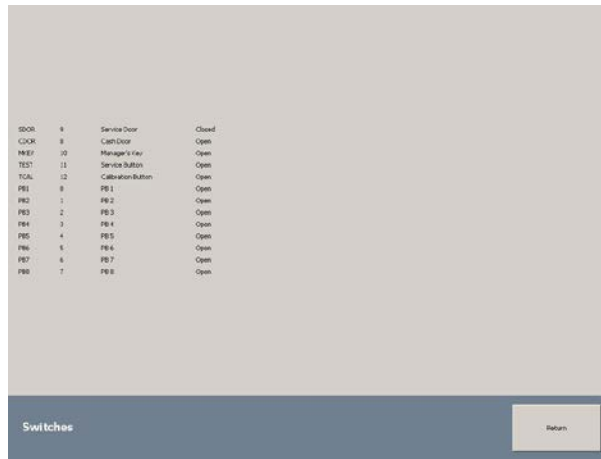 SDOR 9 Service Door Closed
CDOR 8 Cash Door Open
MKEY 10 Manager's Key Open
TEST 11 Service Button Open
TCAL 12 Calibration Button Open
PB1 0 PB 1 Open
PB2 1 PB 2 Open
PB3 2 PB 3 Open
PB4 3 PB 4 Open
PB5 4 PB 5 Open
PB6 5 PB 6 Open
PB7 6 PB 7 Open
PB8 7 PB 8 Open
Switches
Return